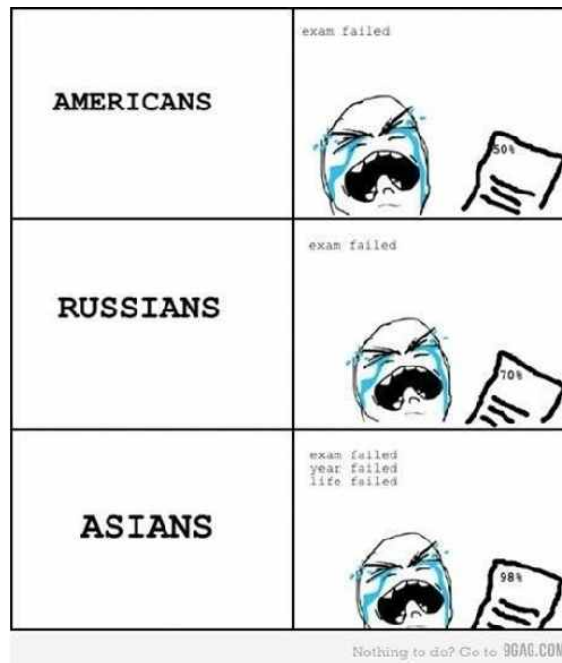 AMERICANS
exam failed
50%
RUSSIANS
exam failed
70%
ASIANS
exam failed
year failed
life failed
98%
Nothing to do? Go to 9GAG.COM